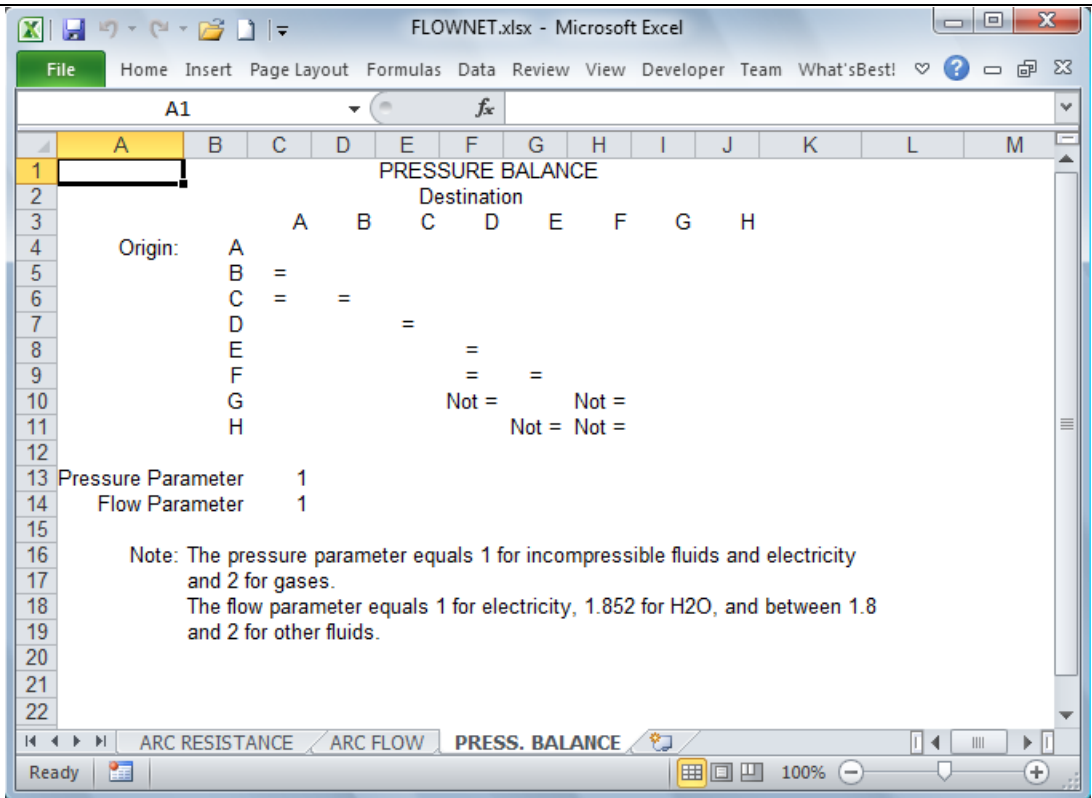 FLOWNET.xlsx - Microsoft Excel
File Home Insert Page Layout Formulas Data Review View Developer Team What'sBest!
A1 fx
A B C D E F G H I J K L M
1 PRESSURE BALANCE
2 Destination
3 A B C D E F G H
4 Origin: A
5 B =
6 C = =
7 D =
8 E =
9 F = =
10 G Not = Not =
11 H Not = Not =
12
13 Pressure Parameter 1
14 Flow Parameter 1
15
16 Note: The pressure parameter equals 1 for incompressible fluids and electricity
17 and 2 for gases.
18 The flow parameter equals 1 for electricity, 1.852 for H2O, and between 1.8
19 and 2 for other fluids.
20
21
22
ARC RESISTANCE ARC FLOW PRESS. BALANCE
Ready 100%